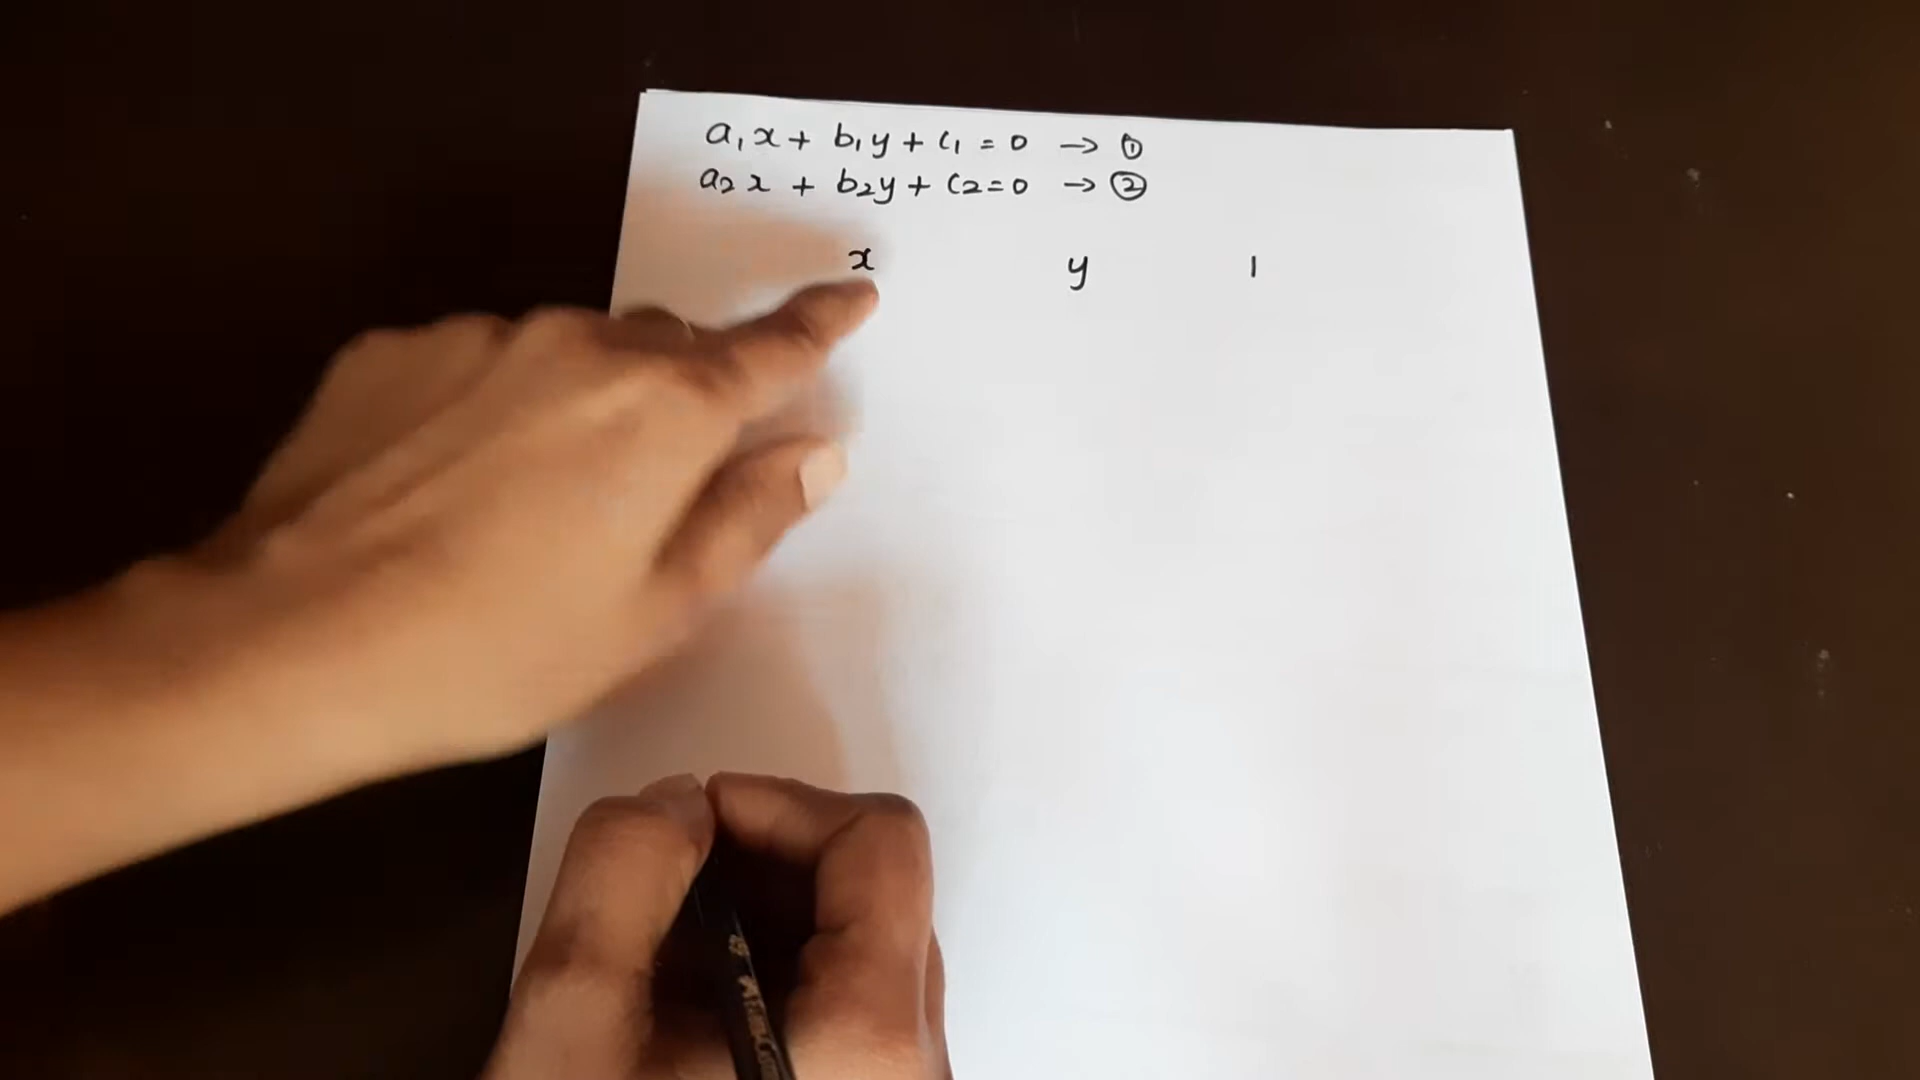 a₁x + b₁y + c₁ = 0 → ①
a₂x + b₂y + c₂ = 0 → ②
x y 1